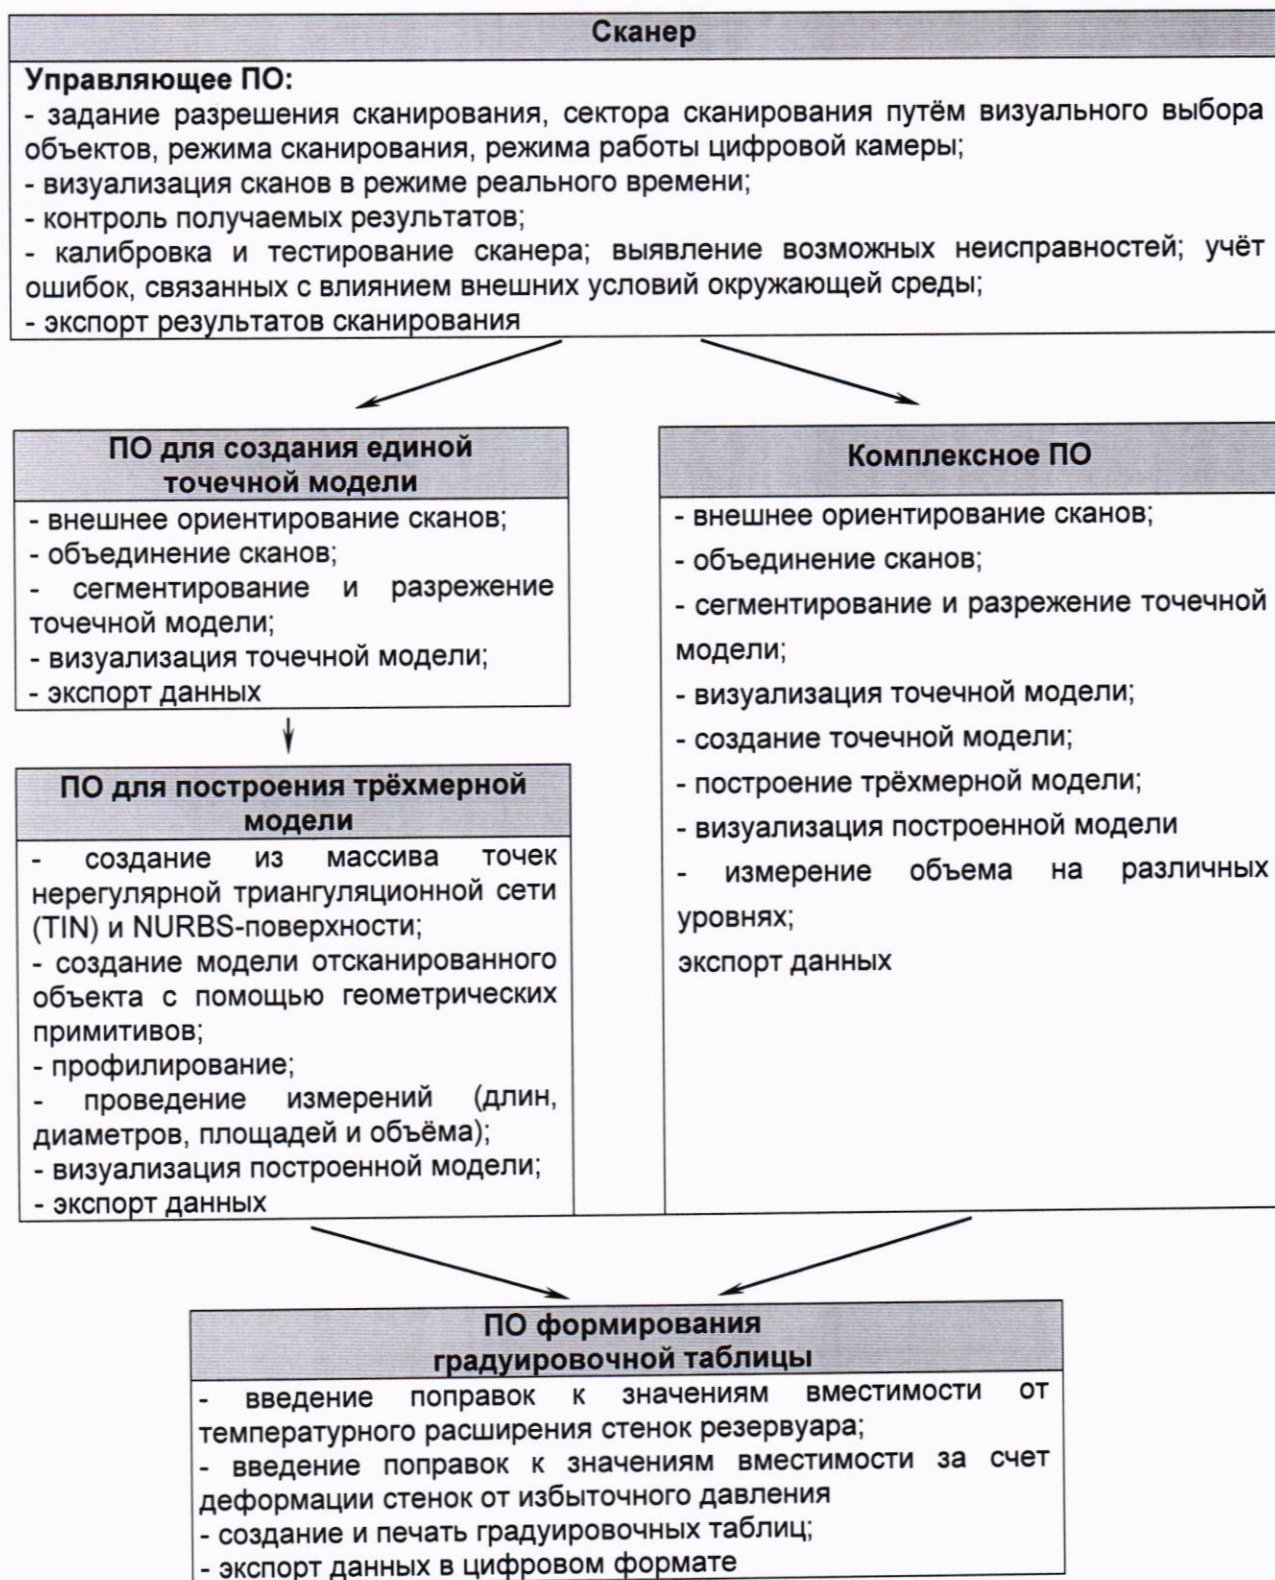 Сканер
Управляющее ПО:
- задание разрешения сканирования, сектора сканирования путём визуального выбора
объектов, режима сканирования, режима работы цифровой камеры;
- визуализация сканов в режиме реального времени;
- контроль получаемых результатов;
- калибровка и тестирование сканера; выявление возможных неисправностей; учёт
ошибок, связанных с влиянием внешних условий окружающей среды;
- экспорт результатов сканирования
ПО для создания единой
точечной модели
- внешнее ориентирование сканов;
- объединение сканов;
- сегментирование и разрежение
точечной модели;
- визуализация точечной модели;
- экспорт данных
ПО для построения трёхмерной
модели
- создание из массива точек
нерегулярной триангуляционной сети
(TIN) и NURBS-поверхности;
- создание модели отсканированного
объекта с помощью геометрических
примитивов;
- профилирование;
- проведение измерений (длин,
диаметров, площадей и объёма);
- визуализация построенной модели;
- экспорт данных
Комплексное ПО
- внешнее ориентирование сканов;
- объединение сканов;
- сегментирование и разрежение точечной
модели;
- визуализация точечной модели;
- создание точечной модели;
- построение трёхмерной модели;
- визуализация построенной модели
- измерение объема на различных
уровнях;
экспорт данных
ПО формирования
градуировочной таблицы
- введение поправок к значениям вместимости от
температурного расширения стенок резервуара;
- введение поправок к значениям вместимости за счет
деформации стенок от избыточного давления
- создание и печать градуировочных таблиц;
- экспорт данных в цифровом формате